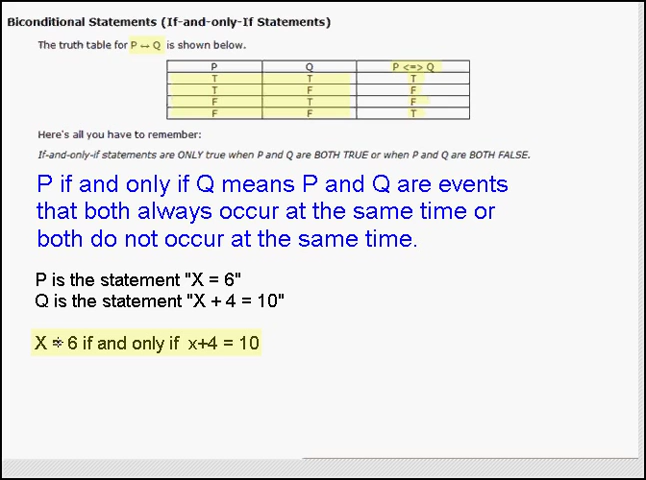 Biconditional Statements (If-and-only-If Statements)
The truth table for P ↔ Q is shown below.
P Q P <=> Q
T T T
T F F
F T F
F F T
Here's all you have to remember:
If-and-only-if statements are ONLY true when P and Q are BOTH TRUE or when P and Q are BOTH FALSE.
P if and only if Q means P and Q are events
that both always occur at the same time or
both do not occur at the same time.
P is the statement "X = 6"
Q is the statement "X + 4 = 10"
X = 6 if and only if x+4 = 10